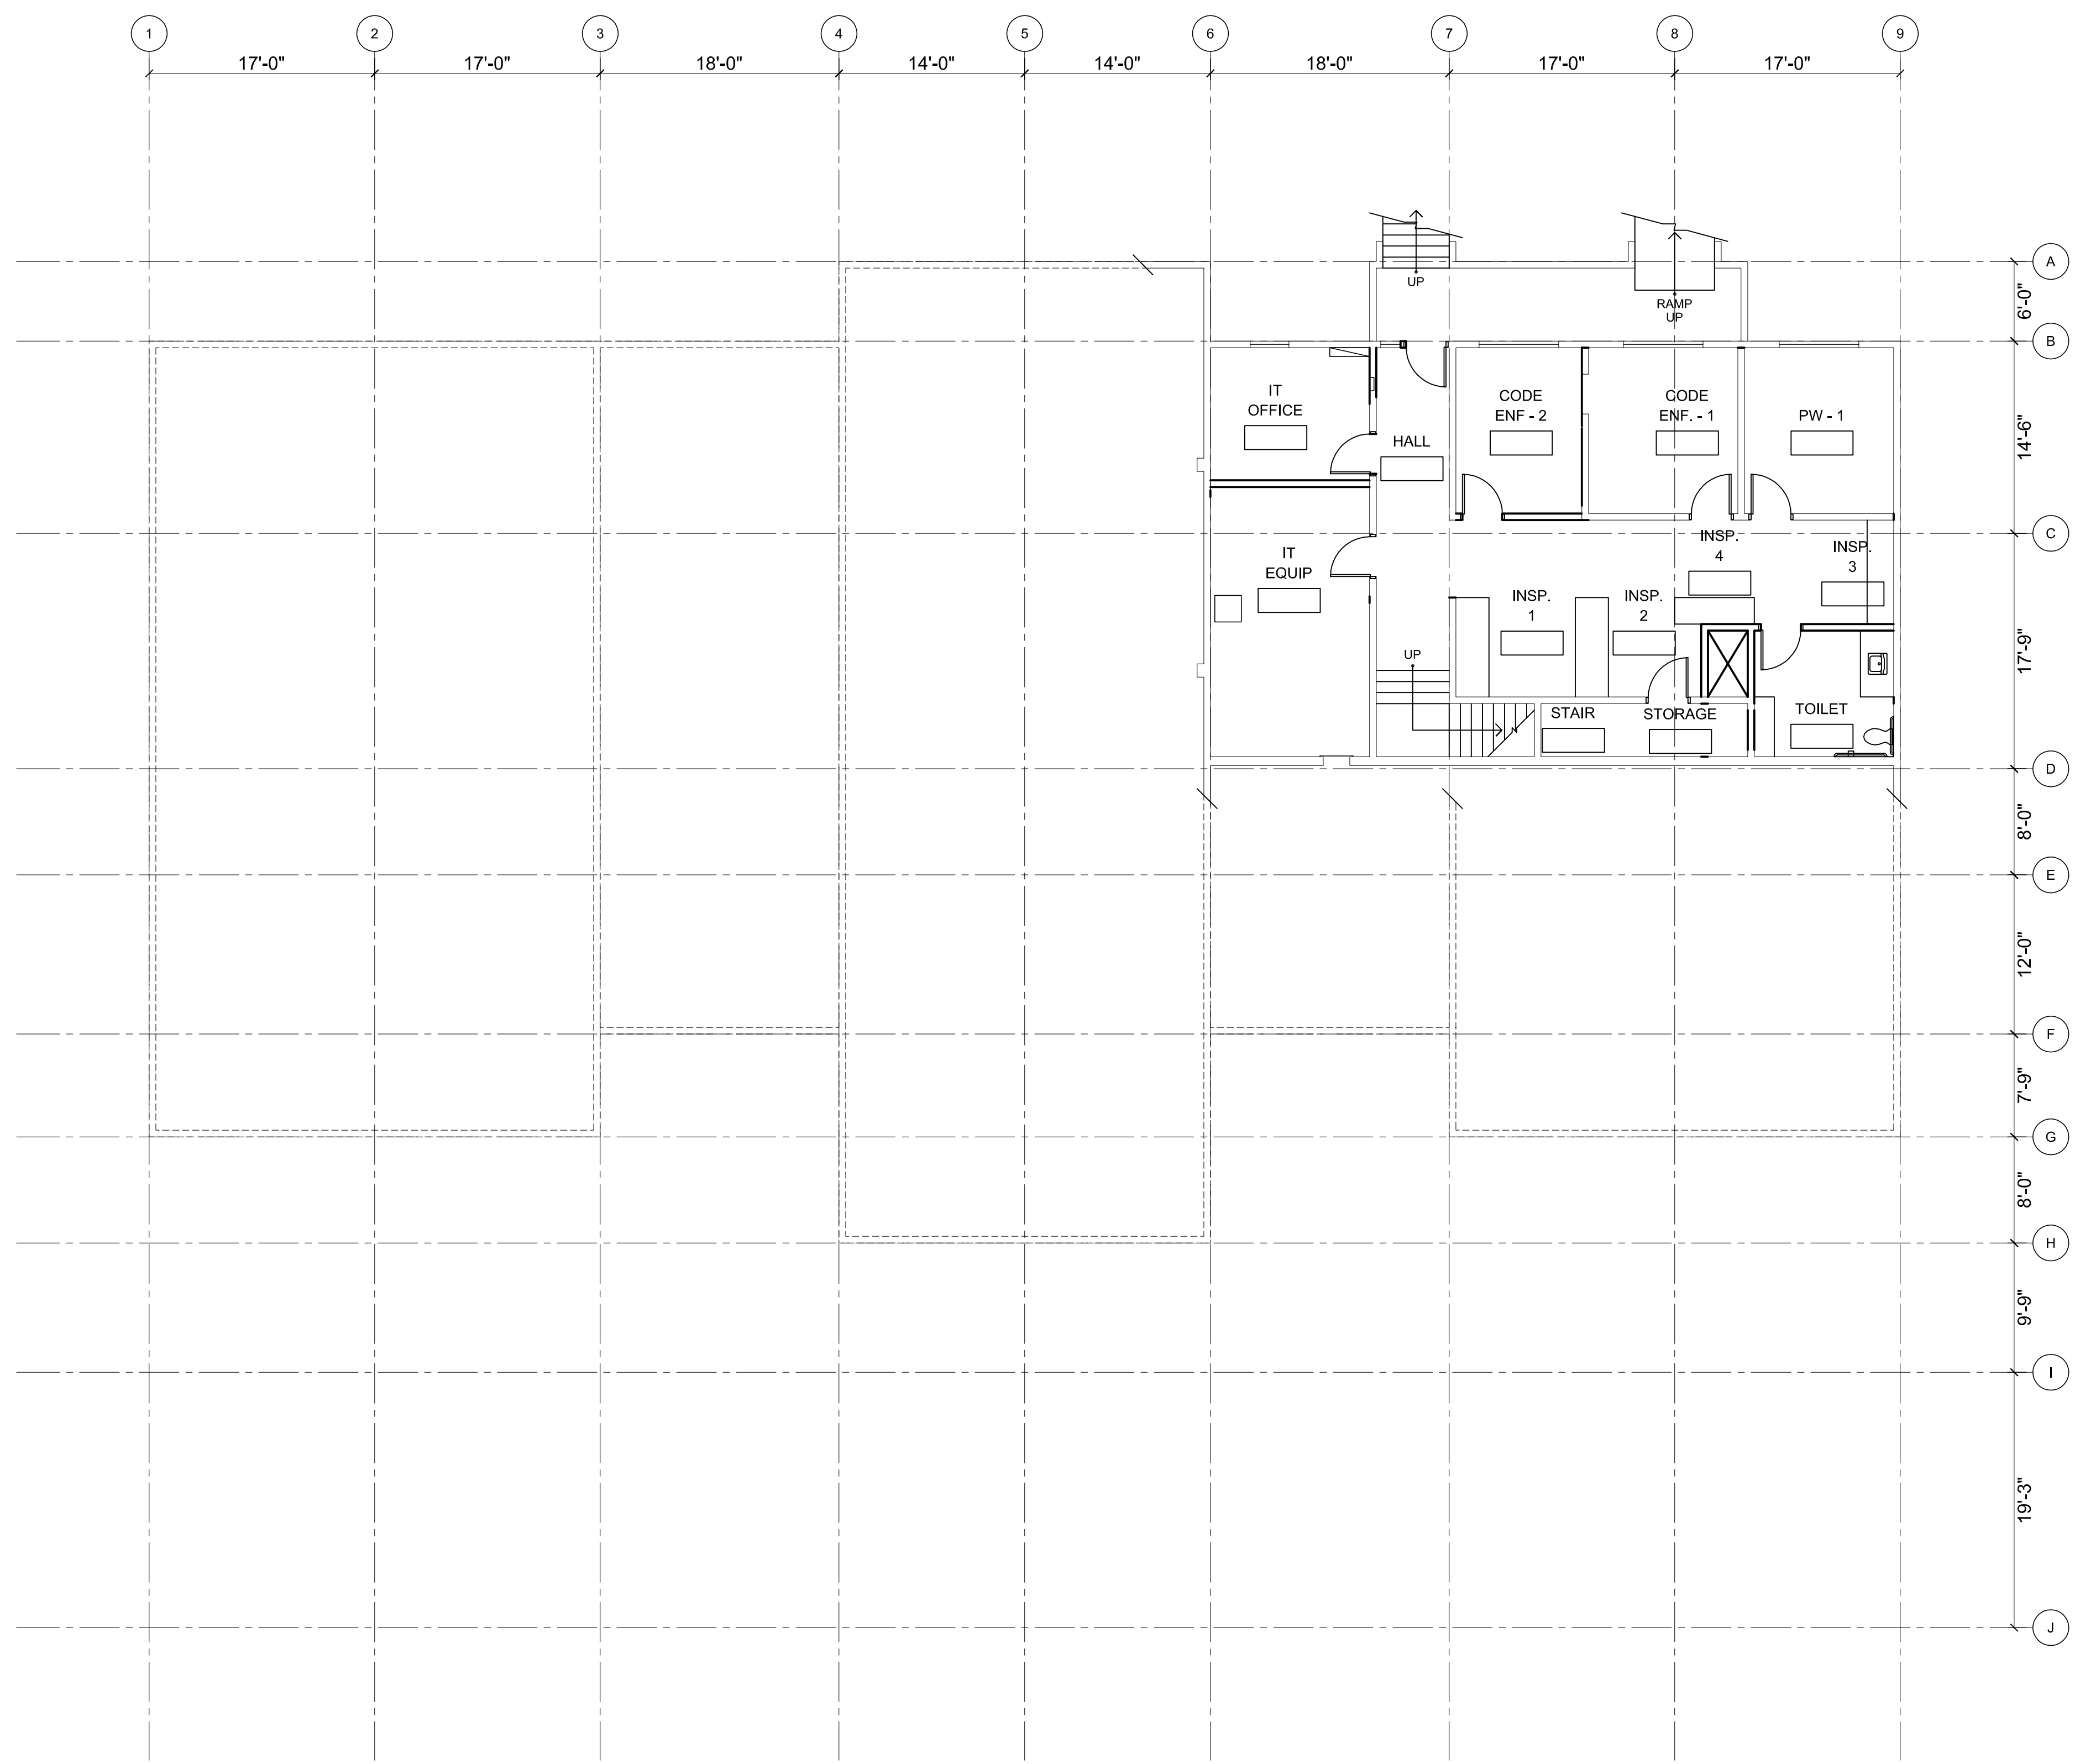 1
2
3
4
5
6
7
8
9
17'-0"
17'-0"
18'-0"
14'-0"
14'-0"
18'-0"
17'-0"
17'-0"
A
UP
RAMP
UP
6'-0"
B
IT
OFFICE
HALL
CODE
ENF - 2
CODE
ENF. - 1
PW - 1
14'-6"
C
IT
EQUIP
INSP.
1
INSP.
2
INSP.
4
INSP.
3
UP
17'-9"
STAIR
STORAGE
TOILET
D
8'-0"
E
12'-0"
F
7'-9"
G
8'-0"
H
9'-9"
I
19'-3"
J